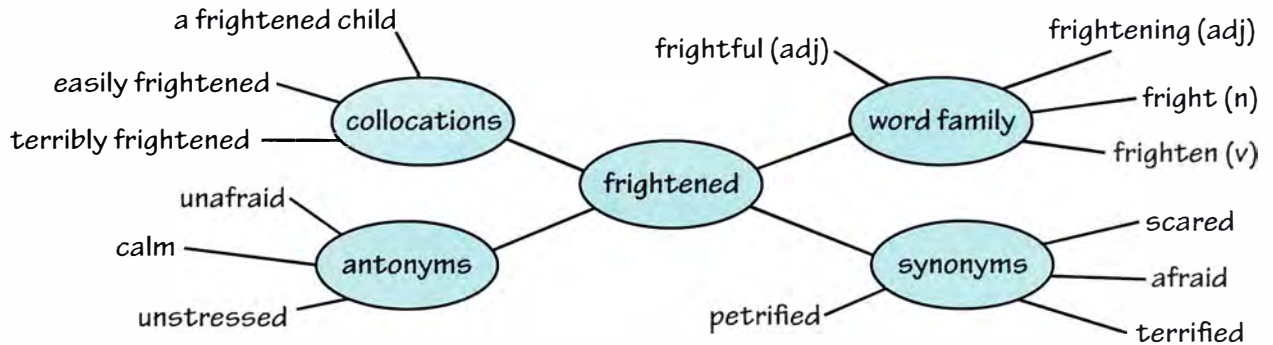 a frightened child
easily frightened
terribly frightened
collocations
frightful (adj)
frightening (adj)
fright (n)
frighten (v)
word family
frightened
unafraid
calm
unstressed
antonyms
synonyms
scared
afraid
terrified
petrified